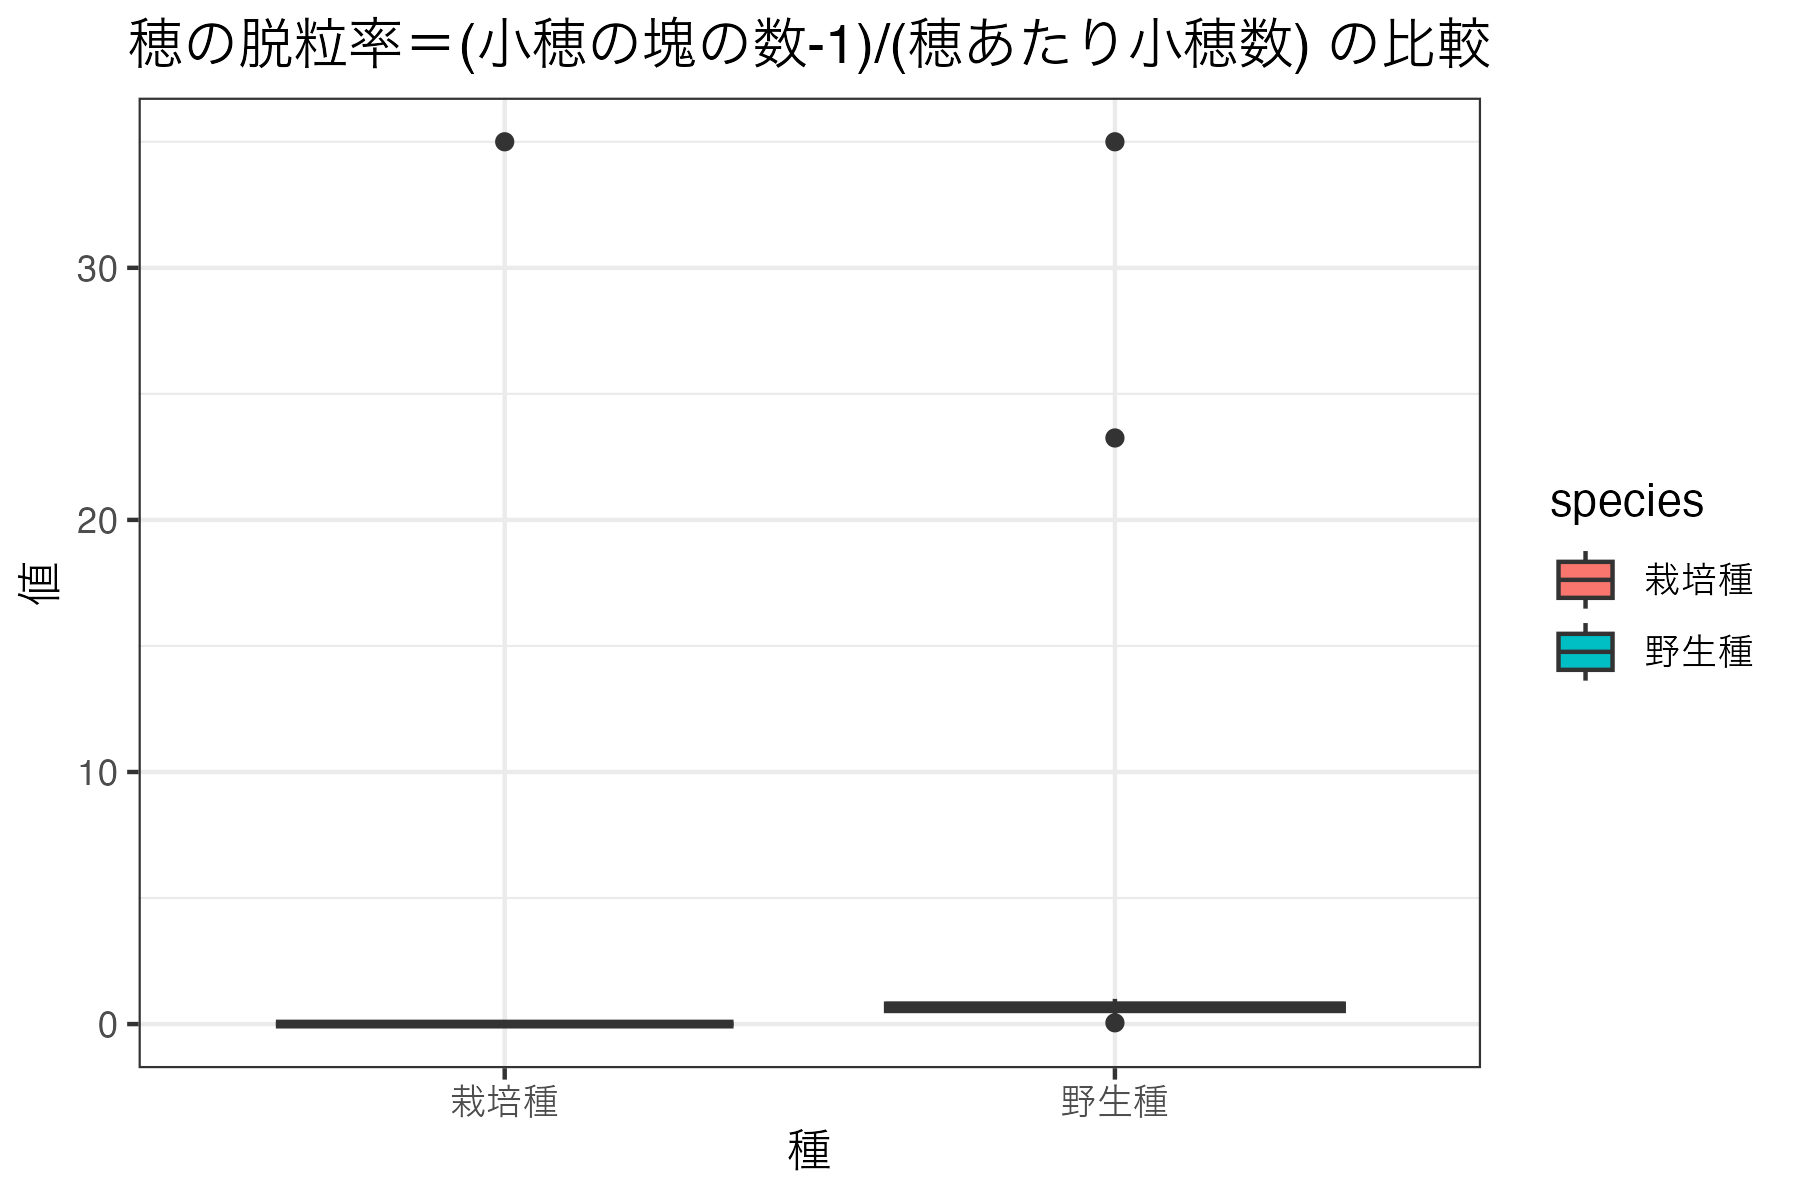 穂の脱粒率＝(小穂の塊の数-1)/(穂あたり小穂数) の比較
30
20
10
0
値
栽培種
野生種
種
species
栽培種
野生種